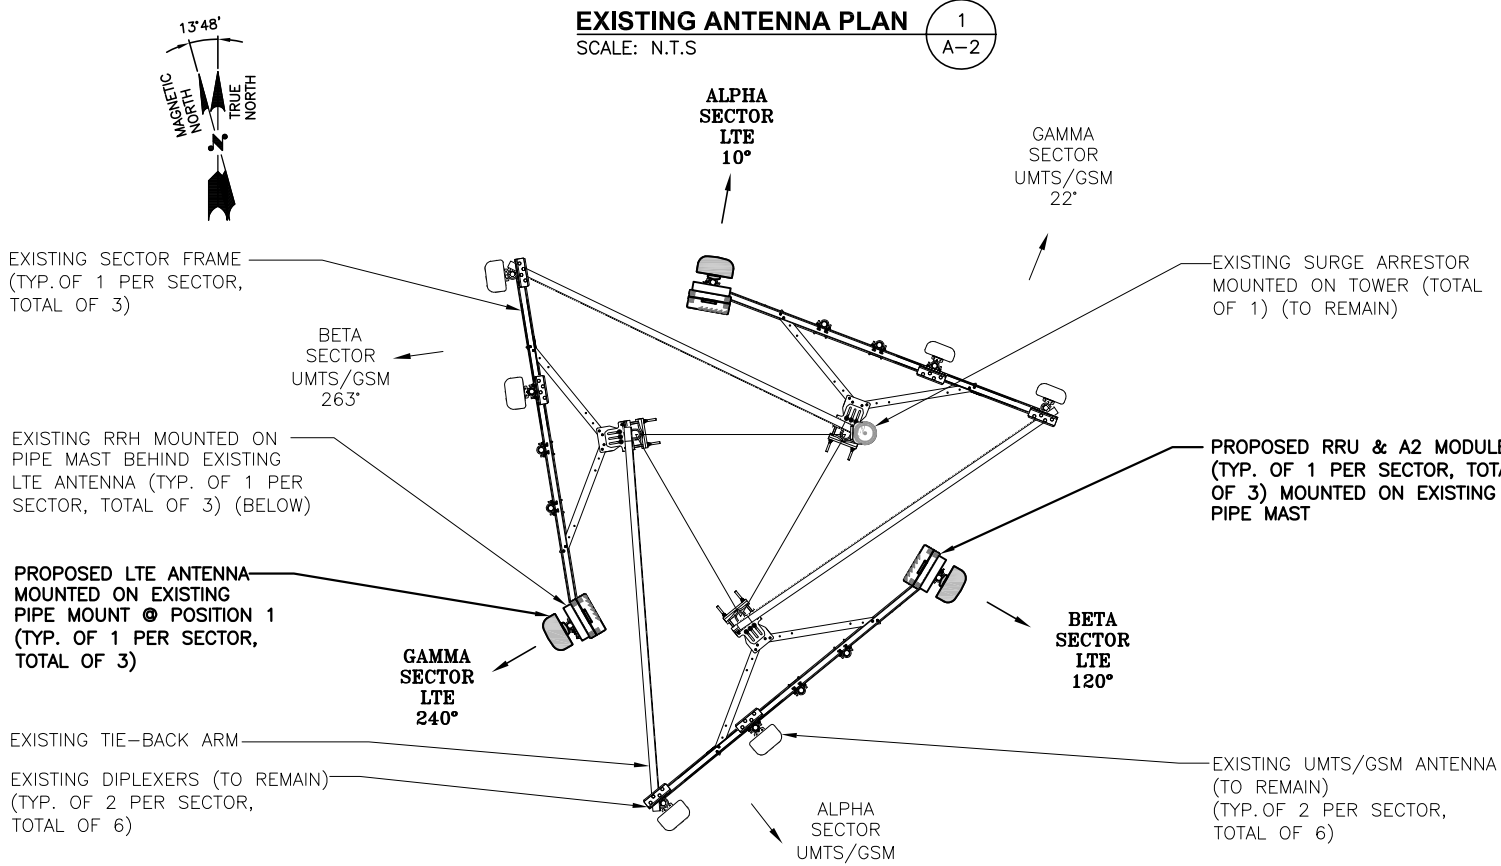 EXISTING ANTENNA PLAN
SCALE: N.T.S
1
A-2
13°48'
MAGNETIC
NORTH
TRUE
NORTH
N
ALPHA
SECTOR
LTE
10°
GAMMA
SECTOR
UMTS/GSM
22°
EXISTING SECTOR FRAME
(TYP.OF 1 PER SECTOR,
TOTAL OF 3)
EXISTING SURGE ARRESTOR
MOUNTED ON TOWER (TOTAL
OF 1) (TO REMAIN)
BETA
SECTOR
UMTS/GSM
263°
EXISTING RRH MOUNTED ON
PIPE MAST BEHIND EXISTING
LTE ANTENNA (TYP. OF 1 PER
SECTOR, TOTAL OF 3) (BELOW)
PROPOSED RRU & A2 MODULE
(TYP. OF 1 PER SECTOR, TOTA
OF 3) MOUNTED ON EXISTING
PIPE MAST
PROPOSED LTE ANTENNA
MOUNTED ON EXISTING
PIPE MOUNT @ POSITION 1
(TYP. OF 1 PER SECTOR,
TOTAL OF 3)
GAMMA
SECTOR
LTE
240°
BETA
SECTOR
LTE
120°
EXISTING TIE-BACK ARM
EXISTING DIPLEXERS (TO REMAIN)
(TYP. OF 2 PER SECTOR,
TOTAL OF 6)
ALPHA
SECTOR
UMTS/GSM
EXISTING UMTS/GSM ANTENNA
(TO REMAIN)
(TYP.OF 2 PER SECTOR,
TOTAL OF 6)